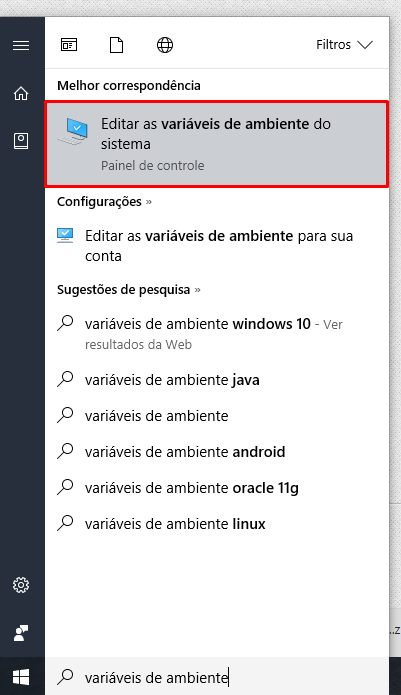 Filtros
Melhor correspondência
Editar as variáveis de ambiente do
sistema
Painel de controle
Configurações »
Editar as variáveis de ambiente para sua
conta
Sugestões de pesquisa »
variáveis de ambiente windows 10 - Ver
resultados da Web
variáveis de ambiente java
variáveis de ambiente
variáveis de ambiente android
variáveis de ambiente oracle 11g
variáveis de ambiente linux
...z
variáveis de ambiente